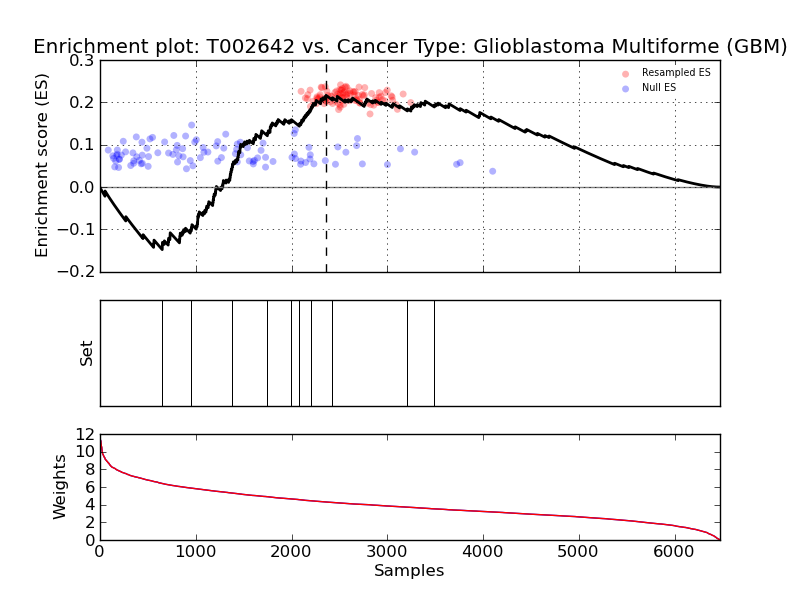 Enrichment plot: T002642 vs. Cancer Type: Glioblastoma Multiforme (GBM)
0.3
0.2
0.1
0.0
−0.1
−0.2
Enrichment score (ES)
Resampled ES
Null ES
Set
12
10
8
6
4
2
0
Weights
0 1000 2000 3000 4000 5000 6000
Samples